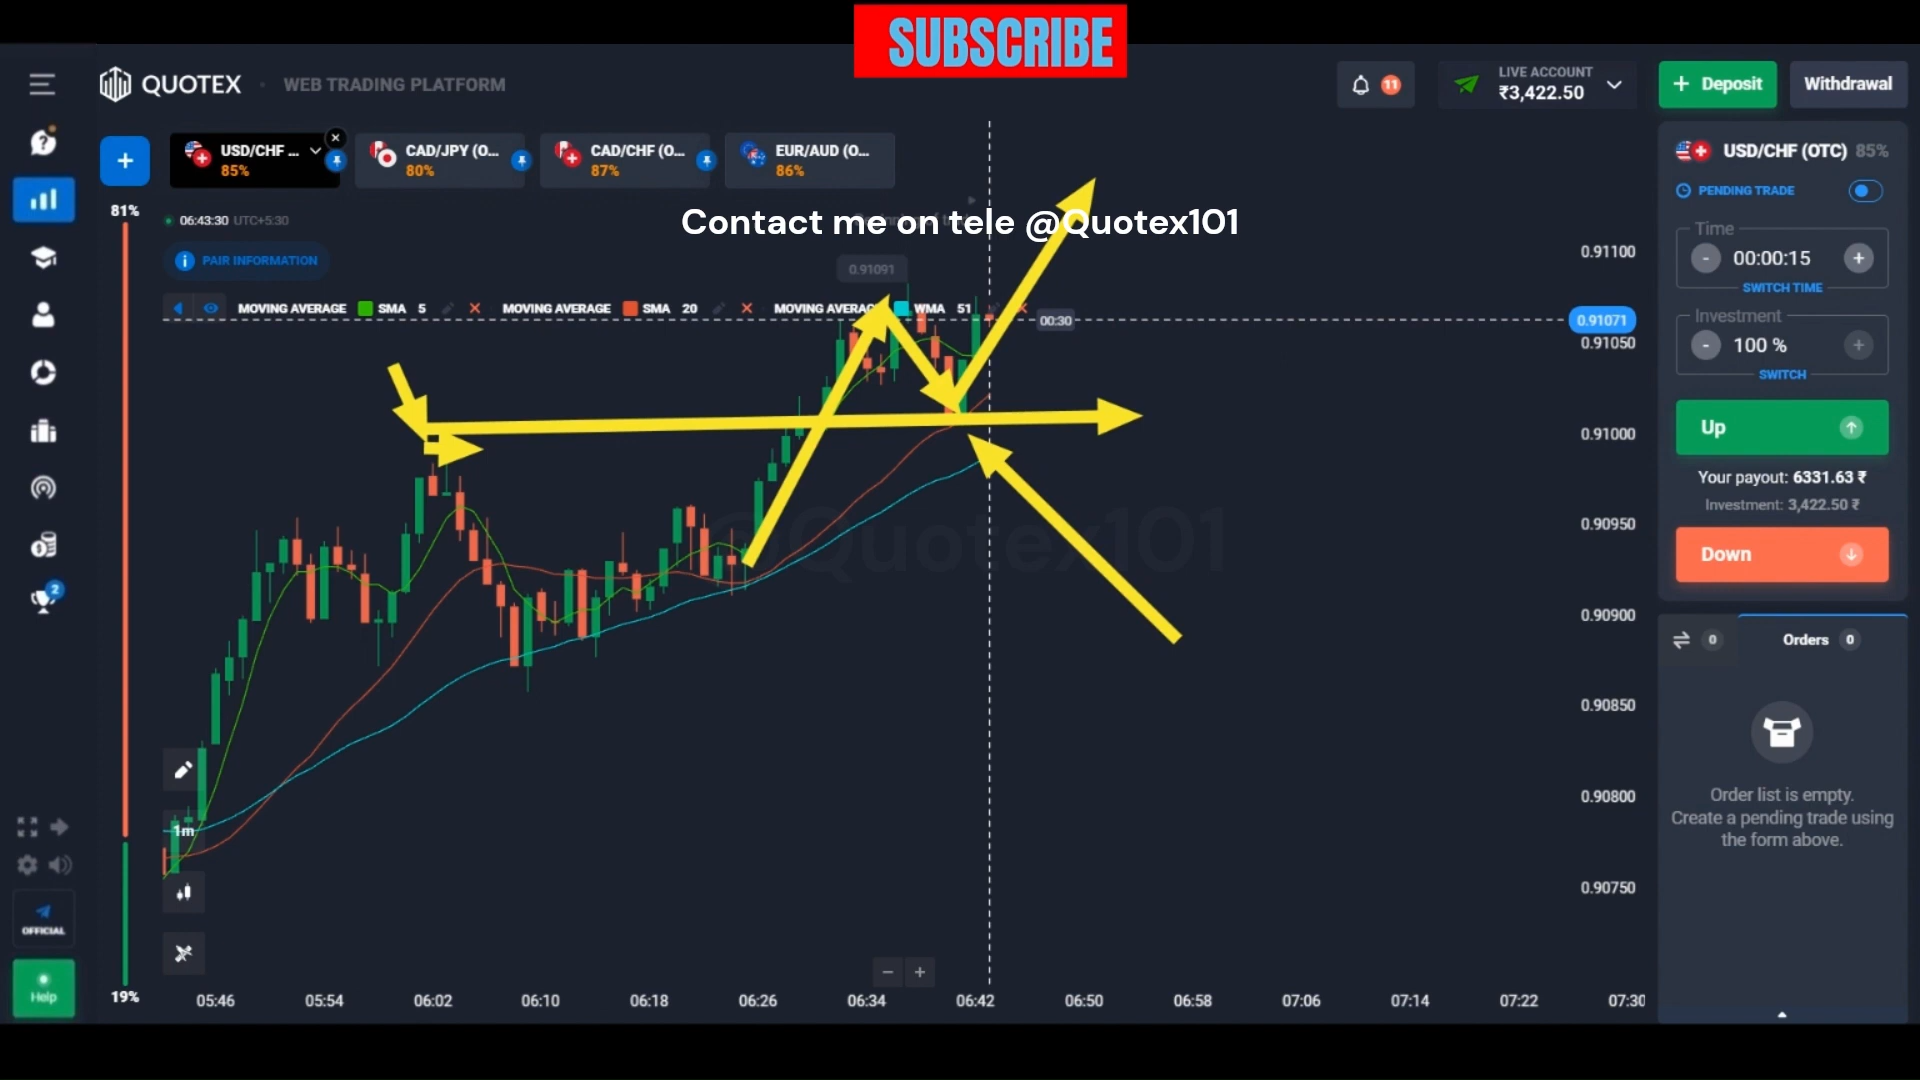 SUBSCRIBE
QUOTEX
WEB TRADING PLATFORM
11
LIVE ACCOUNT
₹3,422.50
+ Deposit
Withdrawal
USD/CHF ...
85%
CAD/JPY (O...
80%
CAD/CHF (O...
87%
EUR/AUD (O...
86%
81%
06:43:30 UTC+5:30
Contact me on tele @Quotex101
PAIR INFORMATION
0.91091
MOVING AVERAGE SMA 5
MOVING AVERAGE SMA 20
MOVING AVERAGE WMA 51
00:30
0.91100
0.91071
0.91050
0.91000
0.90950
0.90900
0.90850
0.90800
0.90750
@Quotex101
1m
19%
05:46 05:54 06:02 06:10 06:18 06:26 06:34 06:42 06:50 06:58 07:06 07:14 07:22 07:30
USD/CHF (OTC) 85%
PENDING TRADE
Time
- 00:00:15 +
SWITCH TIME
Investment
- 100 % +
SWITCH
Up
Your payout: 6331.63 ₹
Investment: 3,422.50 ₹
Down
0
Orders 0
Order list is empty.
Create a pending trade using
the form above.
2
OFFICIAL
Help